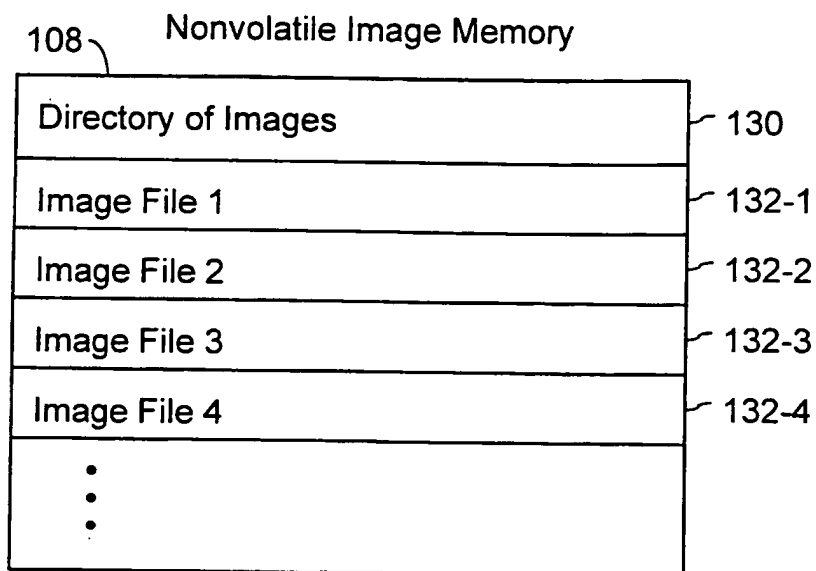 Nonvolatile Image Memory
108
Directory of Images 130
Image File 1 132-1
Image File 2 132-2
Image File 3 132-3
Image File 4 132-4